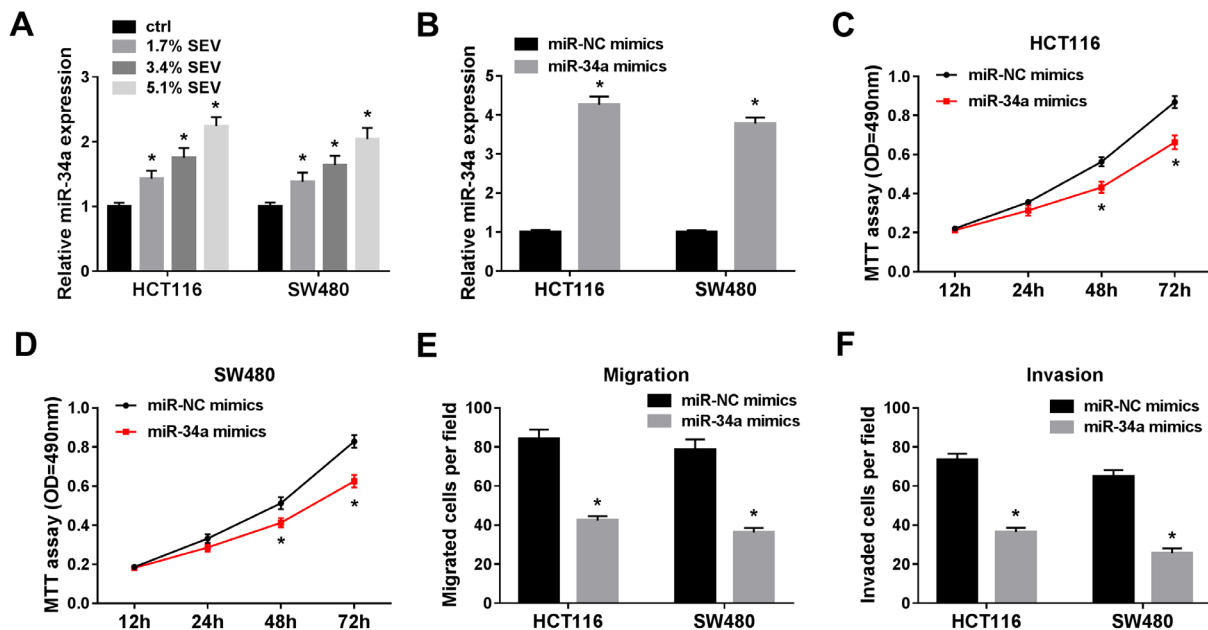 A
ctrl
1.7% SEV
3.4% SEV
5.1% SEV
Relative miR-34a expression
3
2
1
0
* * *
* * *
HCT116 SW480
B
miR-NC mimics
miR-34a mimics
Relative miR-34a expression
5
4
3
2
1
0
* *
HCT116 SW480
C
HCT116
miR-NC mimics
miR-34a mimics
MTT assay (OD=490nm)
1.0
0.8
0.6
0.4
0.2
0.0
* *
12h 24h 48h 72h
D
SW480
miR-NC mimics
miR-34a mimics
MTT assay (OD=490nm)
1.0
0.8
0.6
0.4
0.2
0.0
* *
12h 24h 48h 72h
E
Migration
miR-NC mimics
miR-34a mimics
Migrated cells per field
100
80
60
40
20
0
* *
HCT116 SW480
F
Invasion
miR-NC mimics
miR-34a mimics
Invaded cells per field
100
80
60
40
20
0
* *
HCT116 SW480